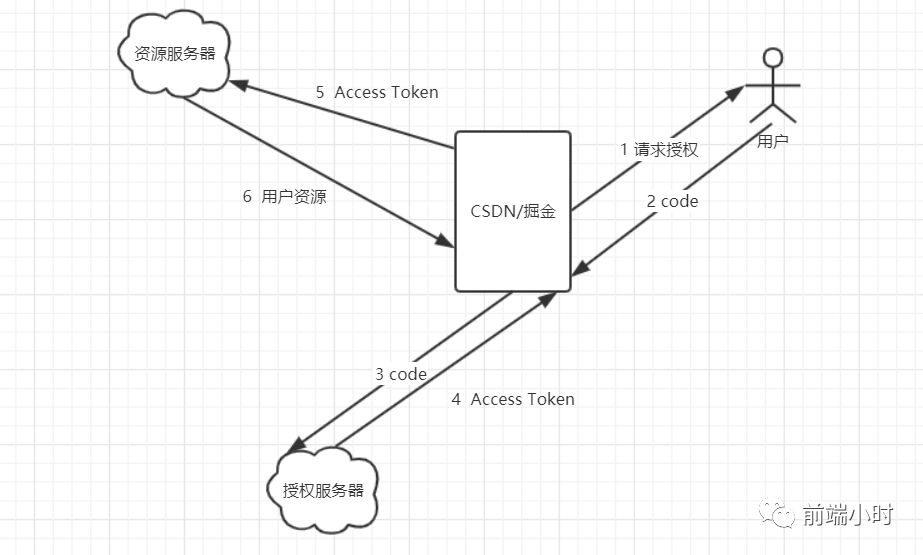 资源服务器
5 Access Token
1 请求授权
用户
6 用户资源
CSDN/掘金
2 code
3 code
4 Access Token
授权服务器
前端小时